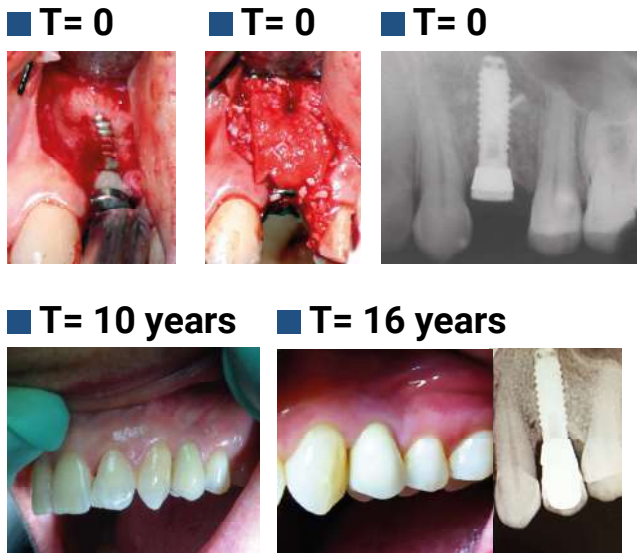 T= 0
T= 0
T= 0
T= 10 years
T= 16 years